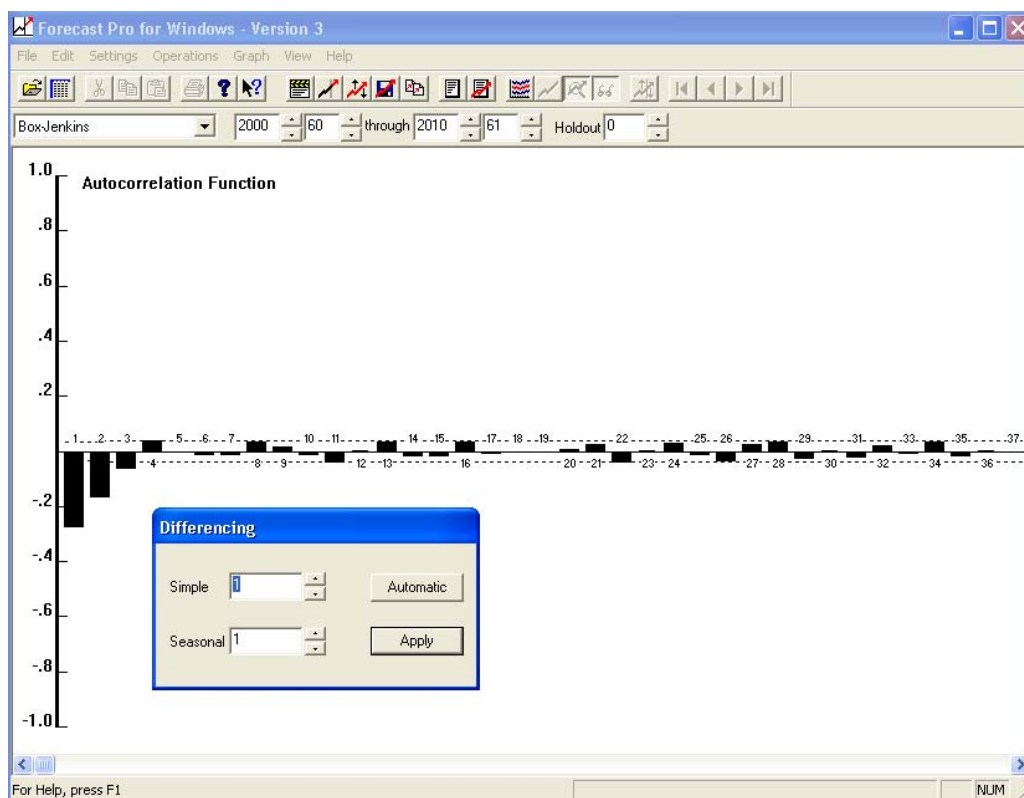 Forecast Pro for Windows - Version 3
File Edit Settings Operations Graph View Help
Box-Jenkins 2000 60 through 2010 61 Holdout 0
1.0
Autocorrelation Function
.8
.6
.4
.2
1 2 3 5 6 7 10 11 14 15 17 18 19 22 25 26 29 31 33 35 37
4 8 9 12 13 16 20 21 23 24 27 28 30 32 34 36
-.2
Differencing
-.4
Simple 1 Automatic
-.6
Seasonal 1 Apply
-.8
-1.0
For Help, press F1 NUM